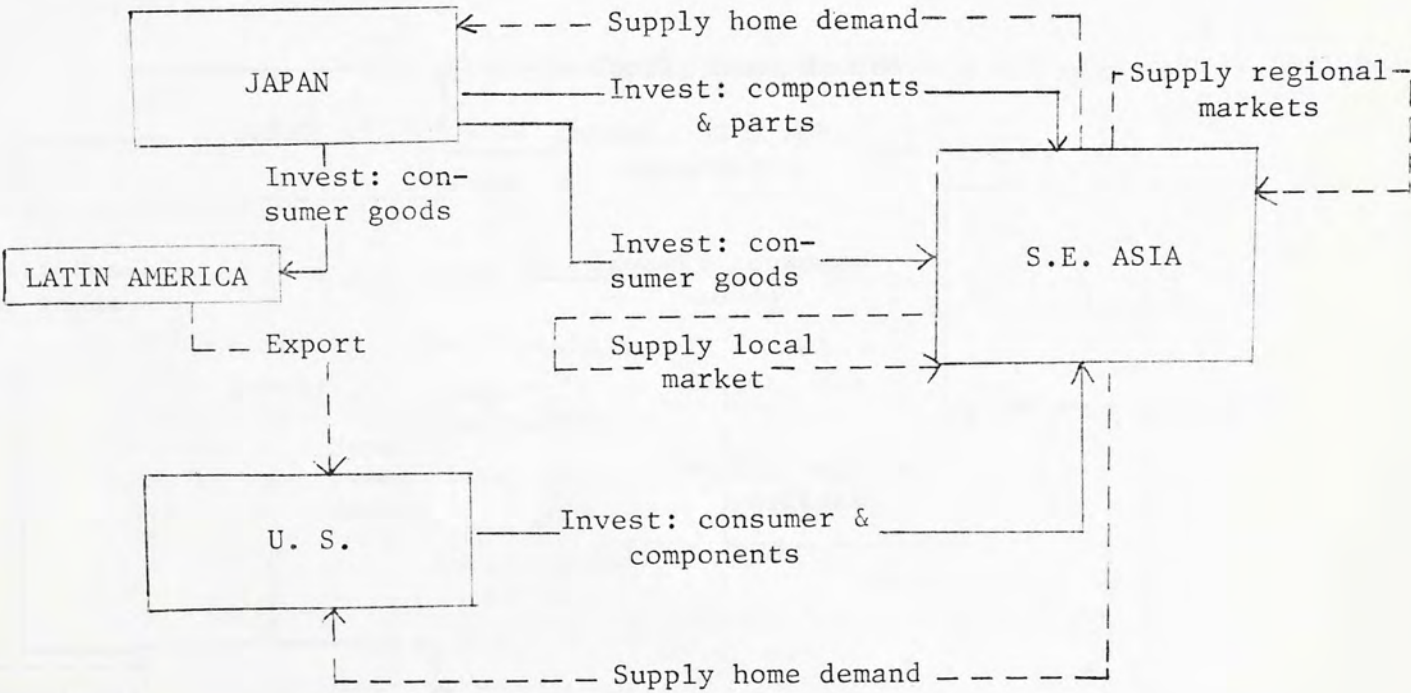 Supply home demand
JAPAN
Invest: components
& parts
Supply regional
markets
Invest: con-
sumer goods
Invest: con-
sumer goods
S.E. ASIA
LATIN AMERICA
Export
Supply local
market
U. S.
Invest: consumer &
components
Supply home demand